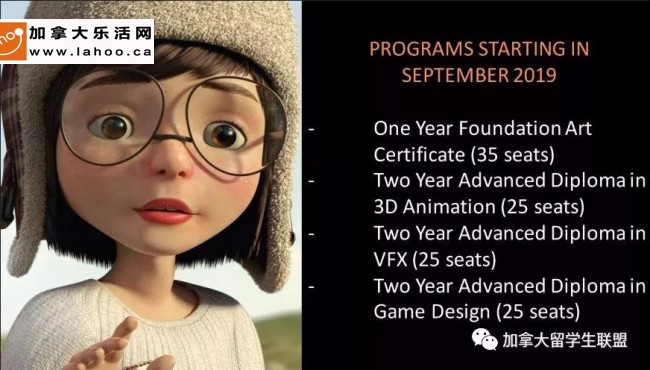 加拿大乐活网
www.lahoo.ca
PROGRAMS STARTING IN
SEPTEMBER 2019
- One Year Foundation Art
Certificate (35 seats)
- Two Year Advanced Diploma in
3D Animation (25 seats)
- Two Year Advanced Diploma in
VFX (25 seats)
- Two Year Advanced Diploma in
Game Design (25 seats)
加拿大留学生联盟